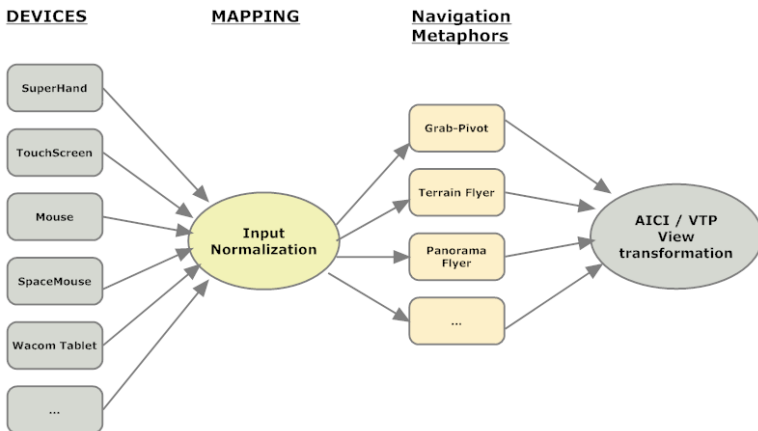 DEVICES
MAPPING
Navigation
Metaphors
SuperHand
TouchScreen
Mouse
SpaceMouse
Wacom Tablet
...
Input
Normalization
Grab-Pivot
Terrain Flyer
Panorama
Flyer
...
AICI / VTP
View
transformation